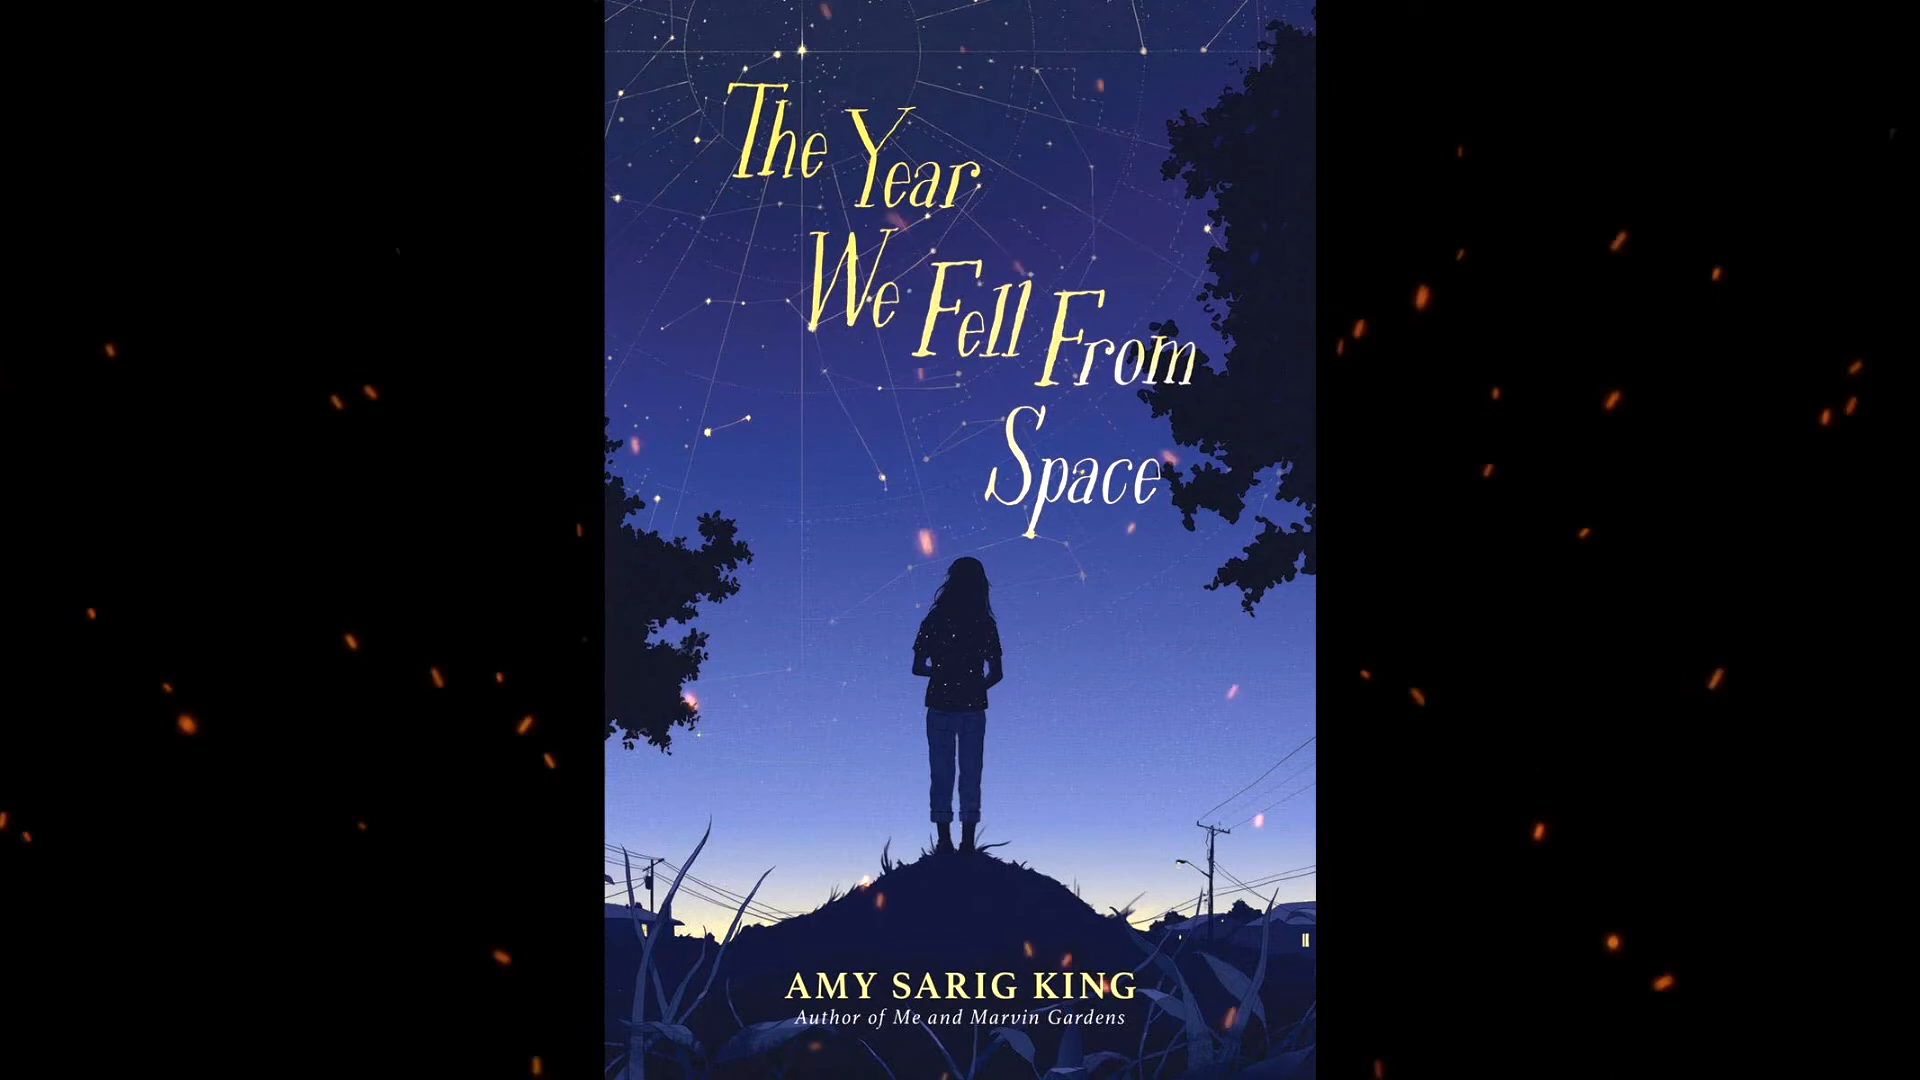 The Year
We Fell From
Space
AMY SARIG KING
Author of Me and Marvin Gardens